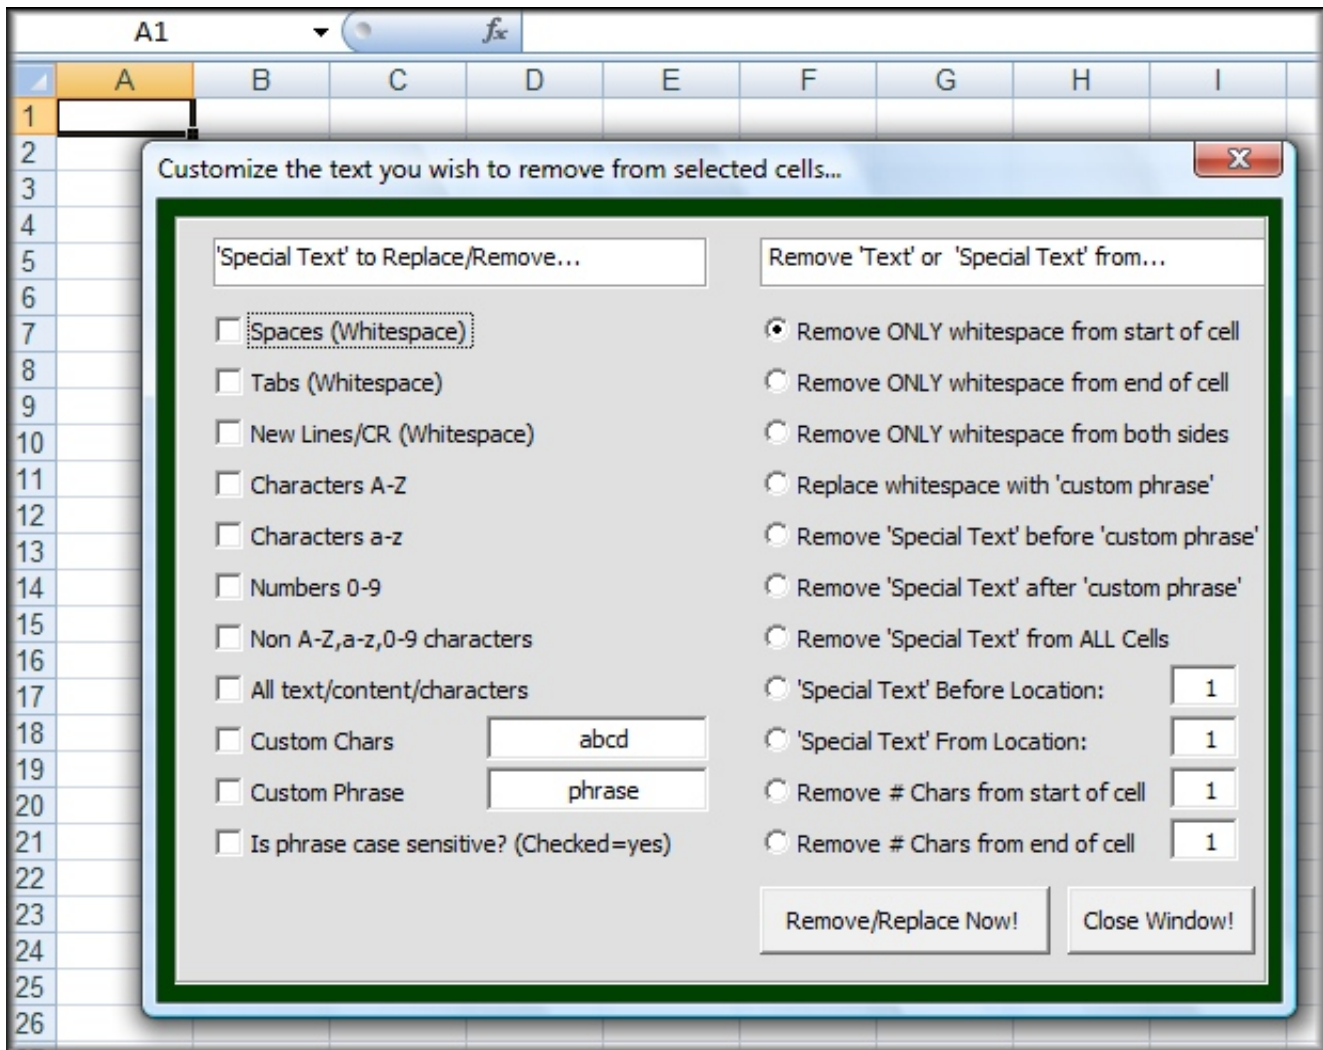 A1
fx
A B C D E F G H I
1
2
3
4
5
6
7
8
9
10
11
12
13
14
15
16
17
18
19
20
21
22
23
24
25
26
Customize the text you wish to remove from selected cells...
X
'Special Text' to Replace/Remove...
Spaces (Whitespace)
Tabs (Whitespace)
New Lines/CR (Whitespace)
Characters A-Z
Characters a-z
Numbers 0-9
Non A-Z,a-z,0-9 characters
All text/content/characters
Custom Chars abcd
Custom Phrase phrase
Is phrase case sensitive? (Checked=yes)
Remove 'Text' or 'Special Text' from...
Remove ONLY whitespace from start of cell
Remove ONLY whitespace from end of cell
Remove ONLY whitespace from both sides
Replace whitespace with 'custom phrase'
Remove 'Special Text' before 'custom phrase'
Remove 'Special Text' after 'custom phrase'
Remove 'Special Text' from ALL Cells
'Special Text' Before Location: 1
'Special Text' From Location: 1
Remove # Chars from start of cell 1
Remove # Chars from end of cell 1
Remove/Replace Now! Close Window!